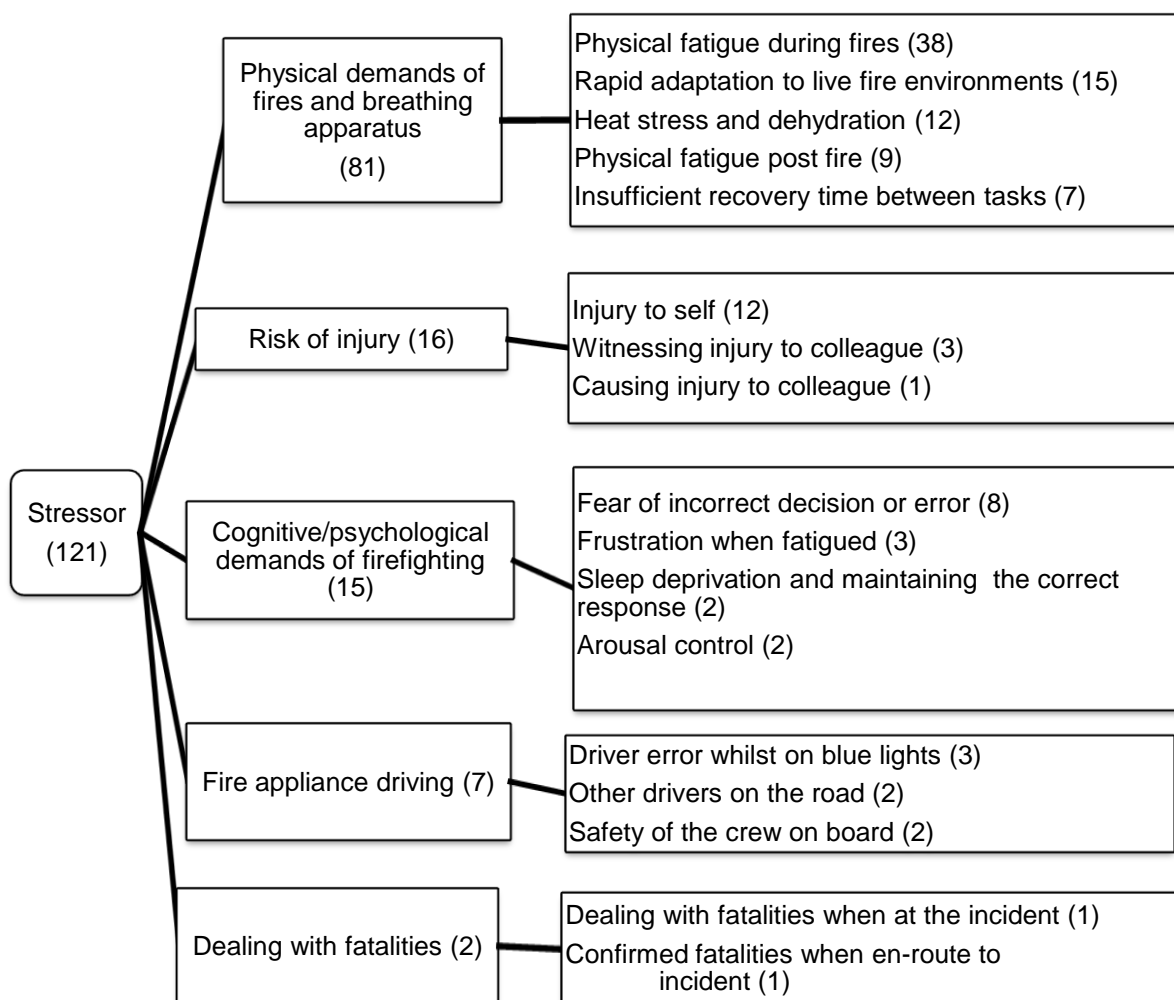 Stressor
(121)
Physical demands of
fires and breathing
apparatus
(81)
Physical fatigue during fires (38)
Rapid adaptation to live fire environments (15)
Heat stress and dehydration (12)
Physical fatigue post fire (9)
Insufficient recovery time between tasks (7)
Risk of injury (16)
Injury to self (12)
Witnessing injury to colleague (3)
Causing injury to colleague (1)
Cognitive/psychological
demands of firefighting
(15)
Fear of incorrect decision or error (8)
Frustration when fatigued (3)
Sleep deprivation and maintaining the correct
response (2)
Arousal control (2)
Fire appliance driving (7)
Driver error whilst on blue lights (3)
Other drivers on the road (2)
Safety of the crew on board (2)
Dealing with fatalities (2)
Dealing with fatalities when at the incident (1)
Confirmed fatalities when en-route to
incident (1)